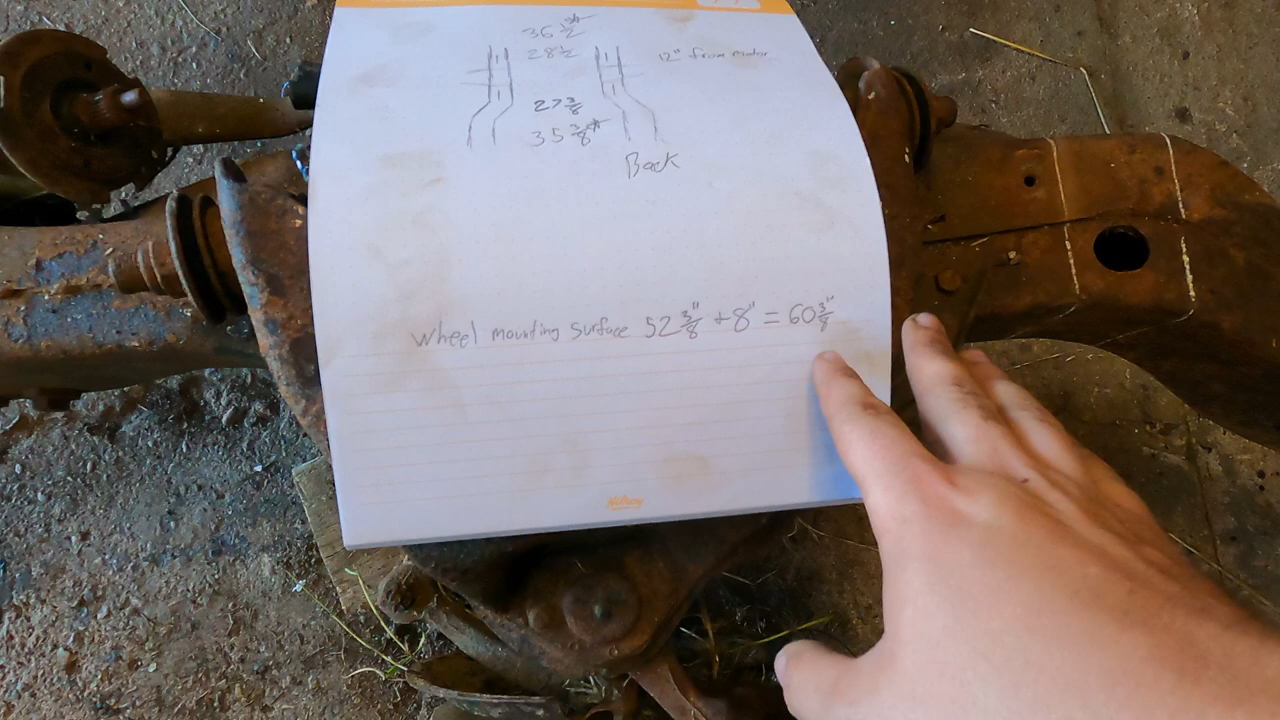 36 1/2
28 1/2
12" from motor
27 3/8
35 3/8*
Back
Wheel mounting surface 52 3/8" + 8" = 60 3/8"